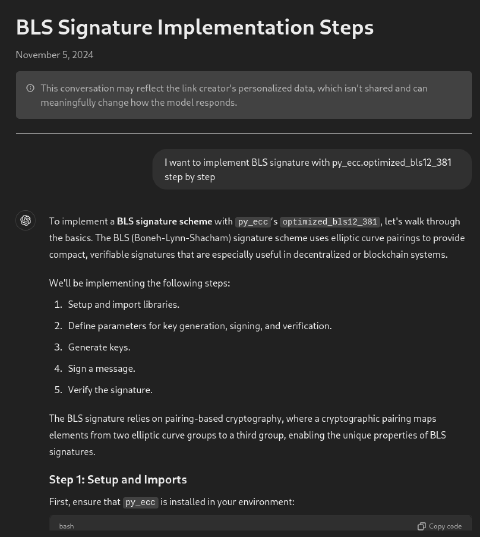 BLS Signature Implementation Steps
November 5, 2024
This conversation may reflect the link creator's personalized data, which isn't shared and can
meaningfully change how the model responds.
I want to implement BLS signature with py_ecc.optimized_bls12_381
step by step
To implement a BLS signature scheme with py_ecc's optimized_bls12_381, let's walk through
the basics. The BLS (Boneh-Lynn-Shacham) signature scheme uses elliptic curve pairings to provide
compact, verifiable signatures that are especially useful in decentralized or blockchain systems.
We'll be implementing the following steps:
1. Setup and import libraries.
2. Define parameters for key generation, signing, and verification.
3. Generate keys.
4. Sign a message.
5. Verify the signature.
The BLS signature relies on pairing-based cryptography, where a cryptographic pairing maps
elements from two elliptic curve groups to a third group, enabling the unique properties of BLS
signatures.
Step 1: Setup and Imports
First, ensure that py_ecc is installed in your environment:
bash
Copy code